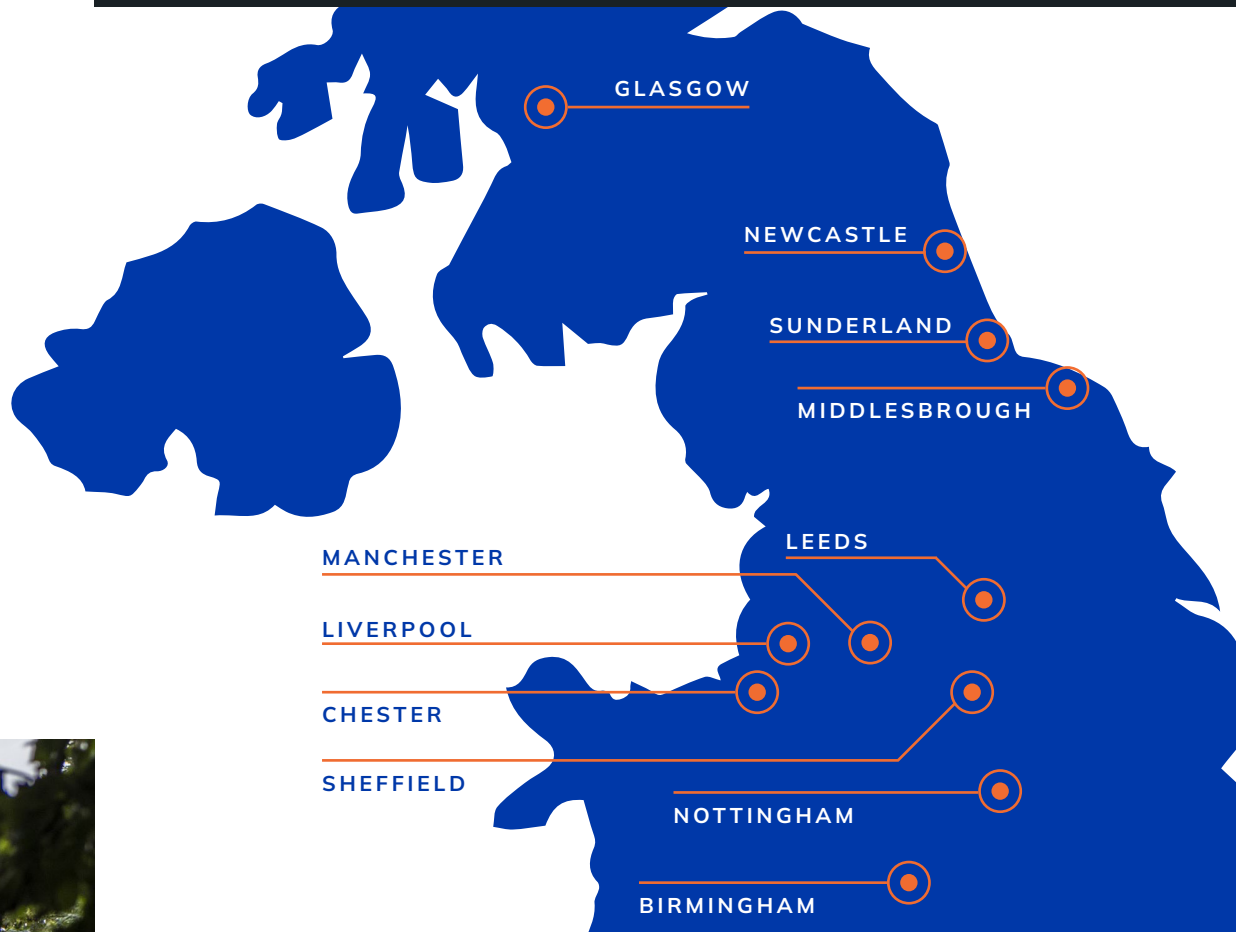 GLASGOW
NEWCASTLE
SUNDERLAND
MIDDLESBROUGH
LEEDS
MANCHESTER
LIVERPOOL
CHESTER
SHEFFIELD
NOTTINGHAM
BIRMINGHAM